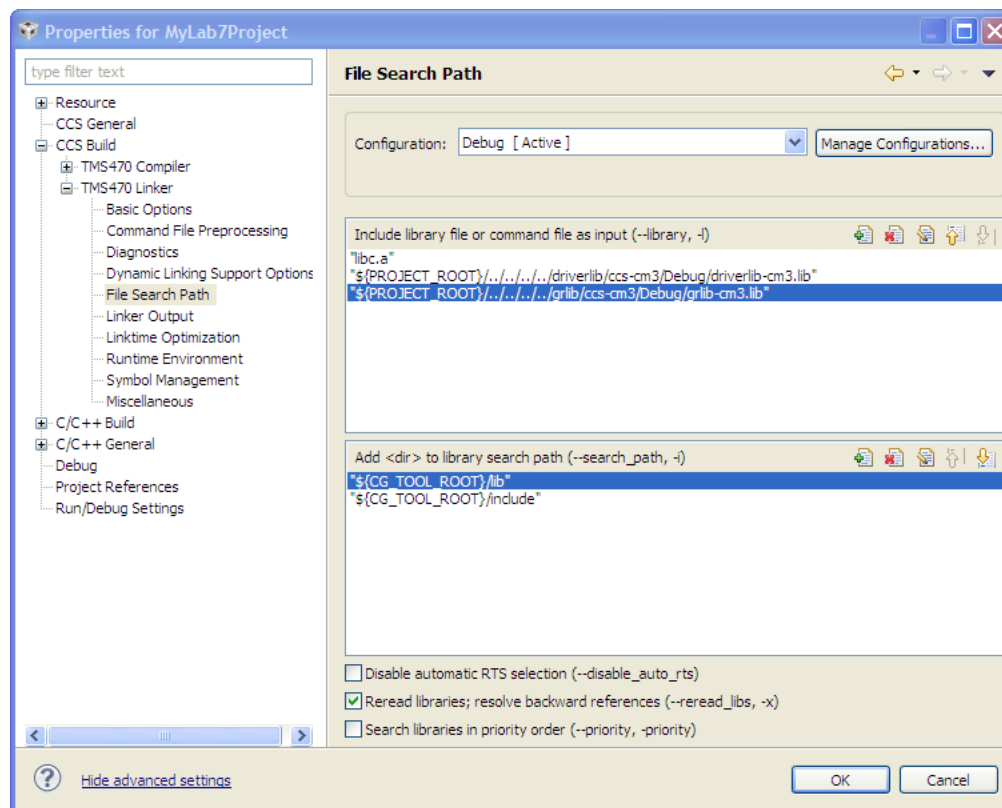 Properties for MyLab7Project
type filter text
Resource
CCS General
CCS Build
TMS470 Compiler
TMS470 Linker
Basic Options
Command File Preprocessing
Diagnostics
Dynamic Linking Support Options
File Search Path
Linker Output
Linktime Optimization
Runtime Environment
Symbol Management
Miscellaneous
C/C++ Build
C/C++ General
Debug
Project References
Run/Debug Settings
File Search Path
Configuration: Debug [ Active ] Manage Configurations...
Include library file or command file as input (--library, -l)
"libc.a"
"${PROJECT_ROOT}/../../../../driverlib/ccs-cm3/Debug/driverlib-cm3.lib"
"${PROJECT_ROOT}/../../../../grlib/ccs-cm3/Debug/grlib-cm3.lib"
Add <dir> to library search path (--search_path, -i)
"${CG_TOOL_ROOT}/lib"
"${CG_TOOL_ROOT}/include"
Disable automatic RTS selection (--disable_auto_rts)
Reread libraries; resolve backward references (--reread_libs, -x)
Search libraries in priority order (--priority, -priority)
? Hide advanced settings OK Cancel